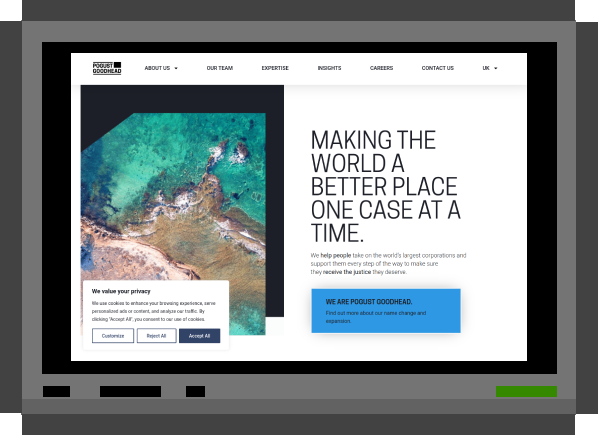 POGUST
GOODHEAD
ABOUT US
OUR TEAM
EXPERTISE
INSIGHTS
CAREERS
CONTACT US
UK
MAKING THE
WORLD A
BETTER PLACE
ONE CASE AT A
TIME.
We help people take on the world's largest corporations and
support them every step of the way to make sure
they receive the justice they deserve.
WE ARE POGUST GOODHEAD.
Find out more about our name change and
expansion.
We value your privacy
We use cookies to enhance your browsing experience, serve
personalized ads or content, and analyze our traffic. By
clicking "Accept All", you consent to our use of cookies.
Customize
Reject All
Accept All